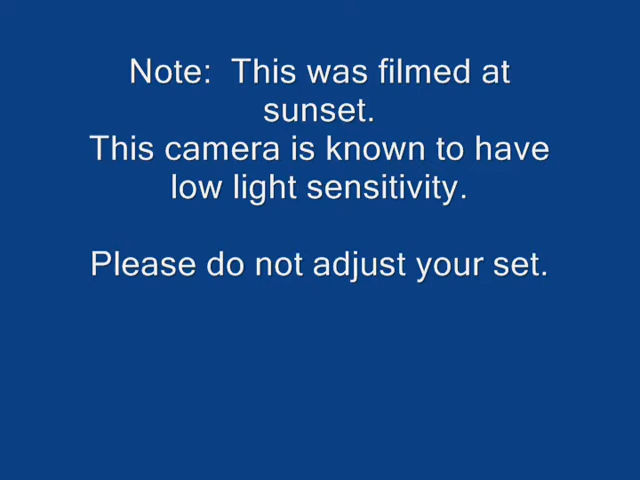 Note:  This was filmed at
sunset.
This camera is known to have
low light sensitivity.
Please do not adjust your set.